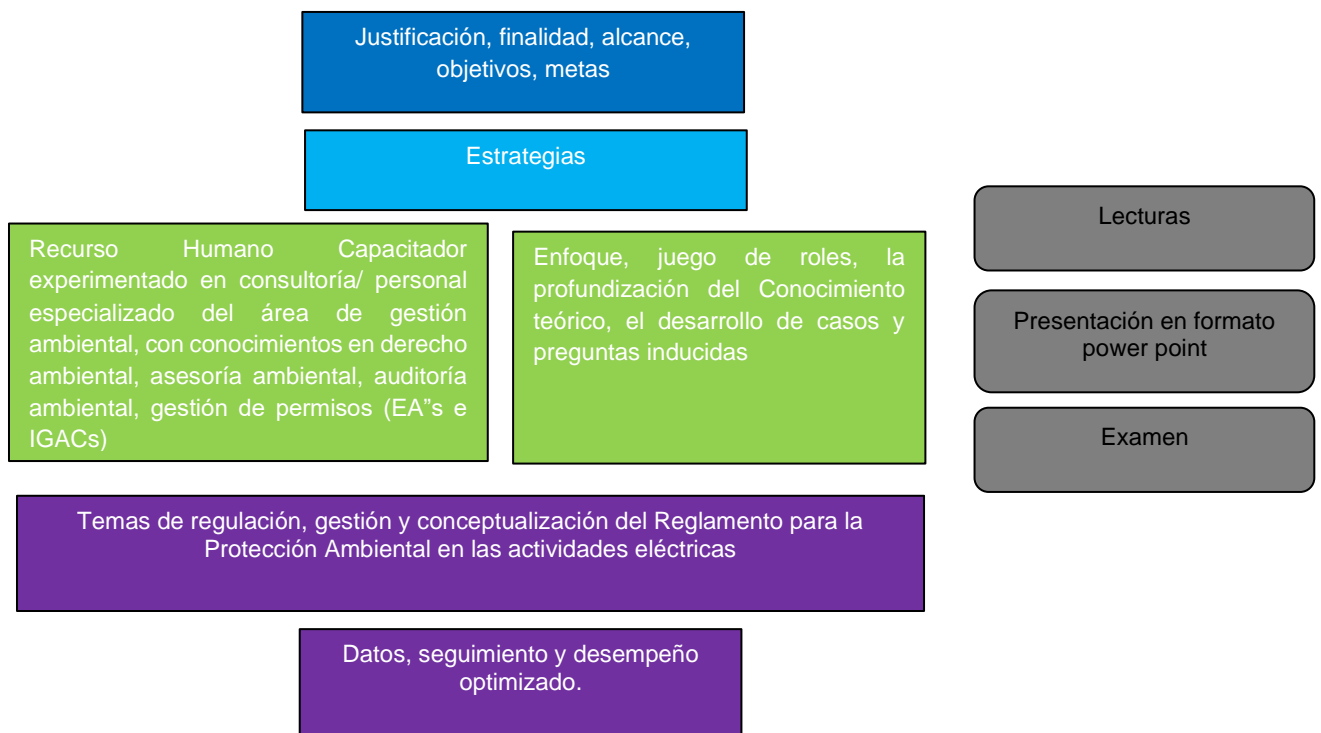 Justificación, finalidad, alcance,
objetivos, metas
Estrategias
Recurso Humano Capacitador
experimentado en consultoría/ personal
especializado del área de gestión
ambiental, con conocimientos en derecho
ambiental, asesoría ambientalal, auditoría
ambiental, gestión de permisos (EA"s e
IGACs)
Enfoque, juego de roles, la
profundización del Conocimiento
teórico, el desarrollo de casos y
preguntas inducidas
Lecturas
Presentación en formato
power point
Examen
Temas de regulación, gestión y conceptualización del Reglamento para la
Protección Ambiental en las actividades eléctricas
Datos, seguimiento y desempeño
optimizado.